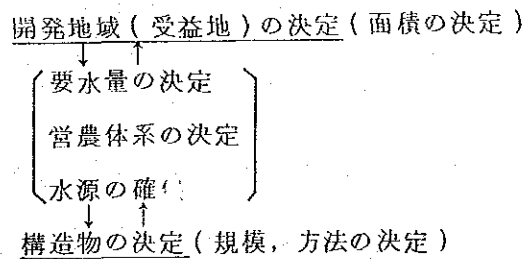 開発地域(受益地)の決定(面積の決定)
↓↑
要水量の決定
営農体系の決定
水源の確
↓↑
構造物の決定(規模,方法の決定)